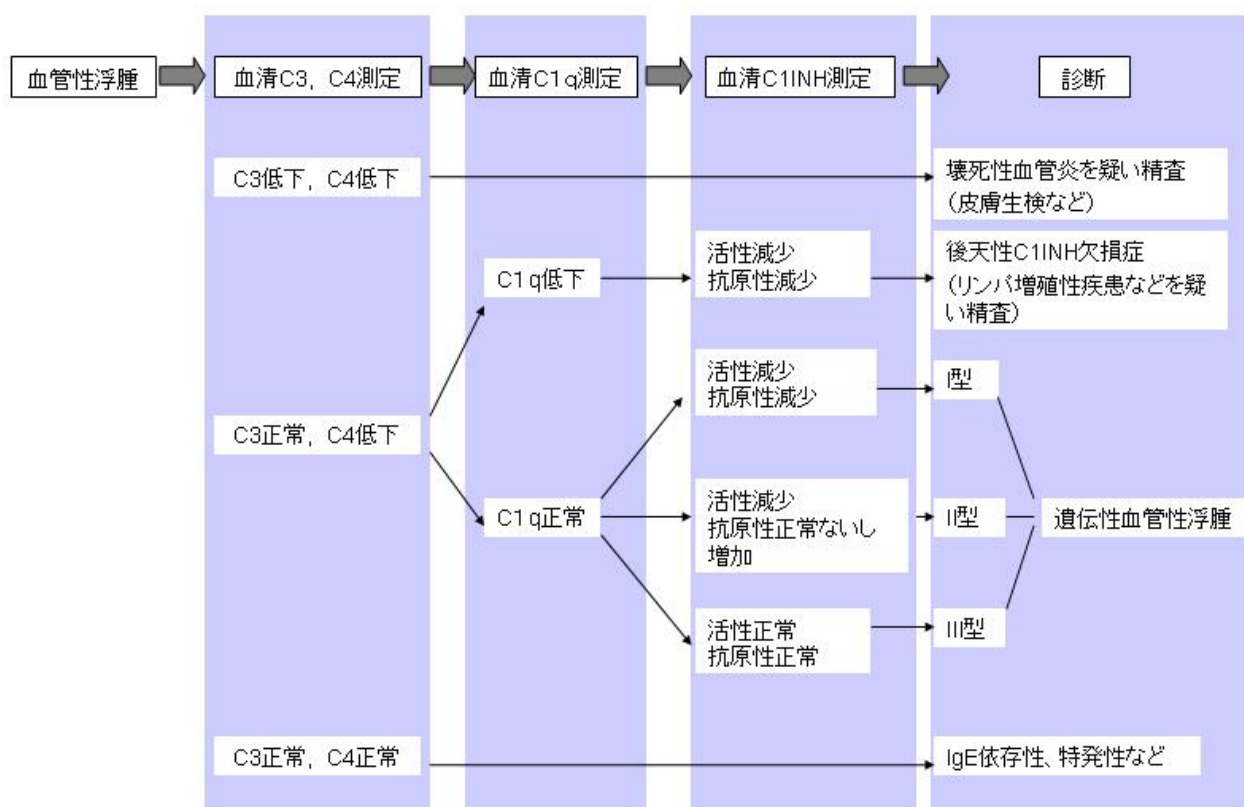 血管性浮腫
血清C3，C4測定
血清C1q測定
血清C1INH測定
診断
C3低下，C4低下
壊死性血管炎を疑い精査
（皮膚生検など）
C1q低下
活性減少
抗原性減少
後天性C1INH欠損症
（リンパ増殖性疾患などを疑
い精査）
C3正常，C4低下
活性減少
抗原性減少
I型
C1q正常
活性減少
抗原性正常ないし
増加
II型
遺伝性血管性浮腫
活性正常
抗原性正常
III型
C3正常，C4正常
IgE依存性、特発性など